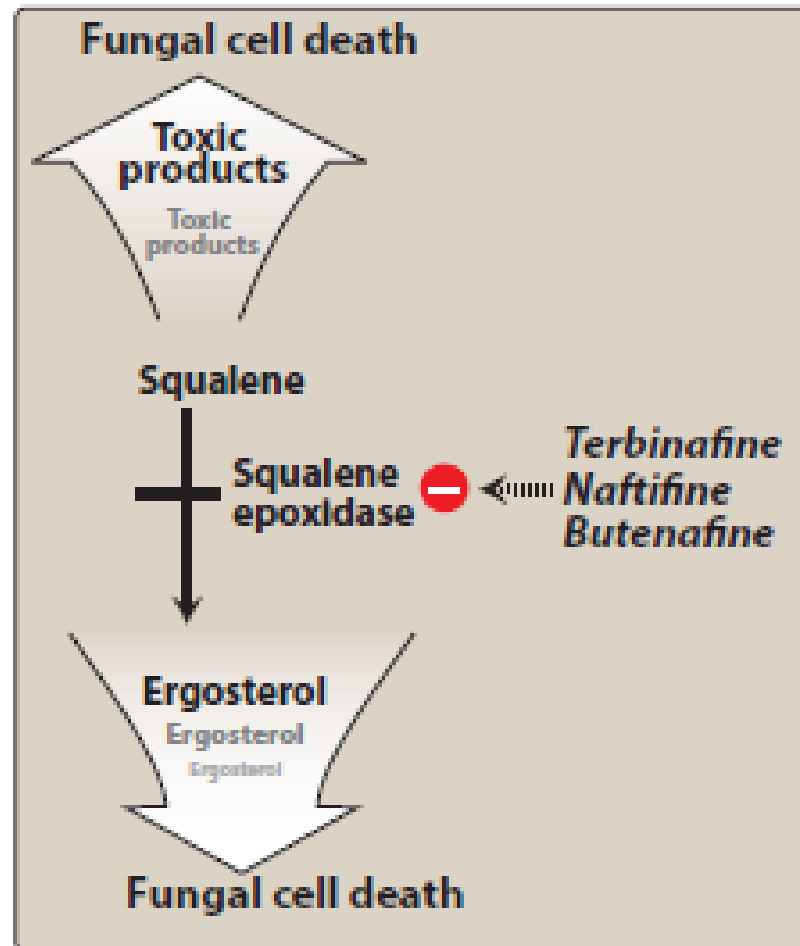 Fungal cell death
Toxic
products
Toxic
products
Squalene
Squalene
epoxidase
Terbinafine
Naftifine
Butenafine
Ergosterol
Ergosterol
Ergosterol
Fungal cell death